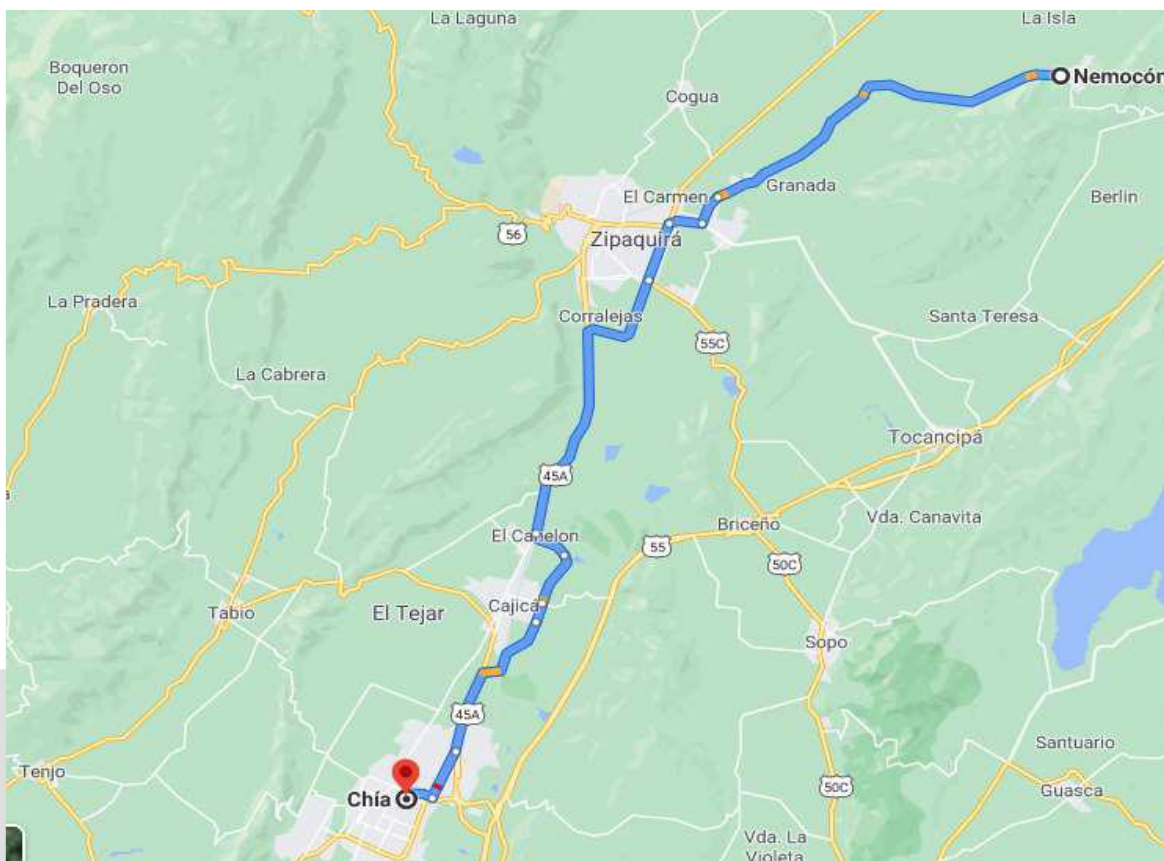 La Laguna
La Isla
Boqueron
Del Oso
Nemocón
Cogua
Granada
El Carmen
Berlin
56
Zipaquirá
La Pradera
Corralejas
Santa Teresa
55C
La Cabrera
Tocancipá
45A
Vda. Canavita
Briceño
El Canelon
55
50C
Cajicá
Tabio
El Tejar
Sopo
45A
Santuario
Tenjo
Chía
50C
Guasca
Vda. La
Violeta